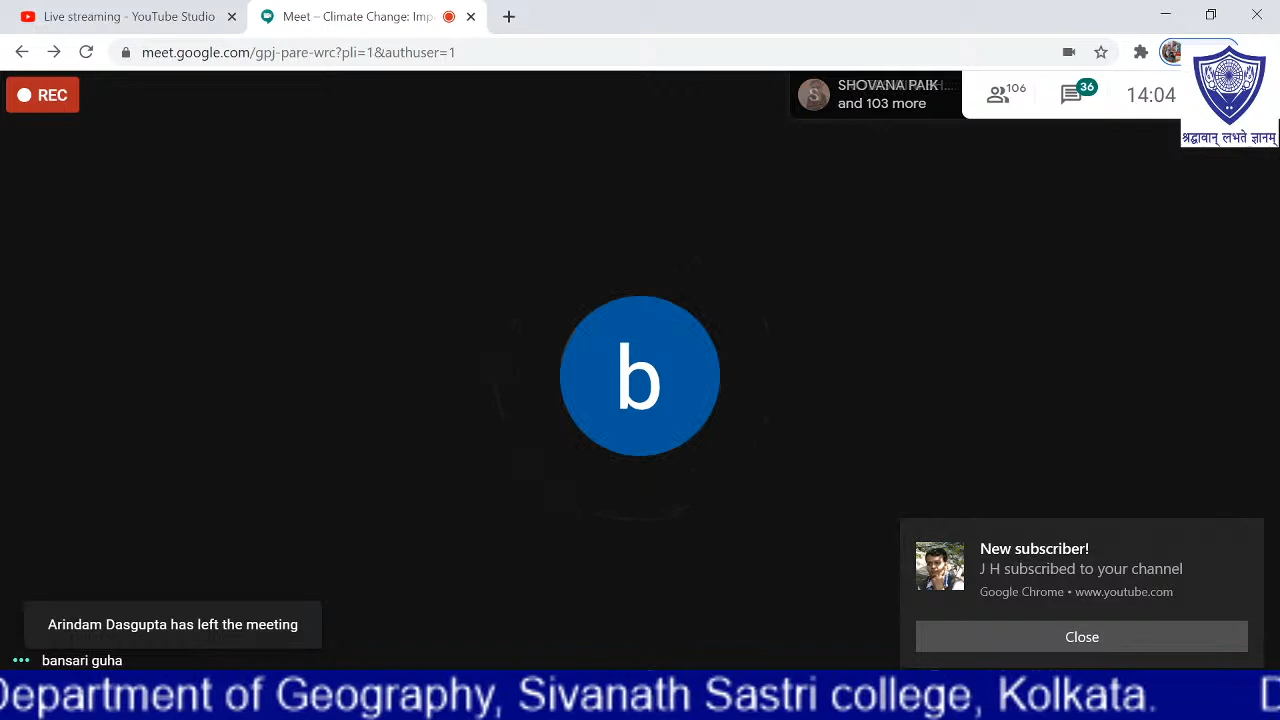 Live streaming - YouTube Studio
Meet – Climate Change: Imp
meet.google.com/gpj-pare-wrc?pli=1&authuser=1
REC
S
SHOVANA PAIK
and 103 more
106
36
14:04
श्रद्धावान् लभते ज्ञानम्
b
New subscriber!
J H subscribed to your channel
Google Chrome • www.youtube.com
Close
Arindam Dasgupta has left the meeting
bansari guha
Department of Geography, Sivanath Sastri college, Kolkata. D